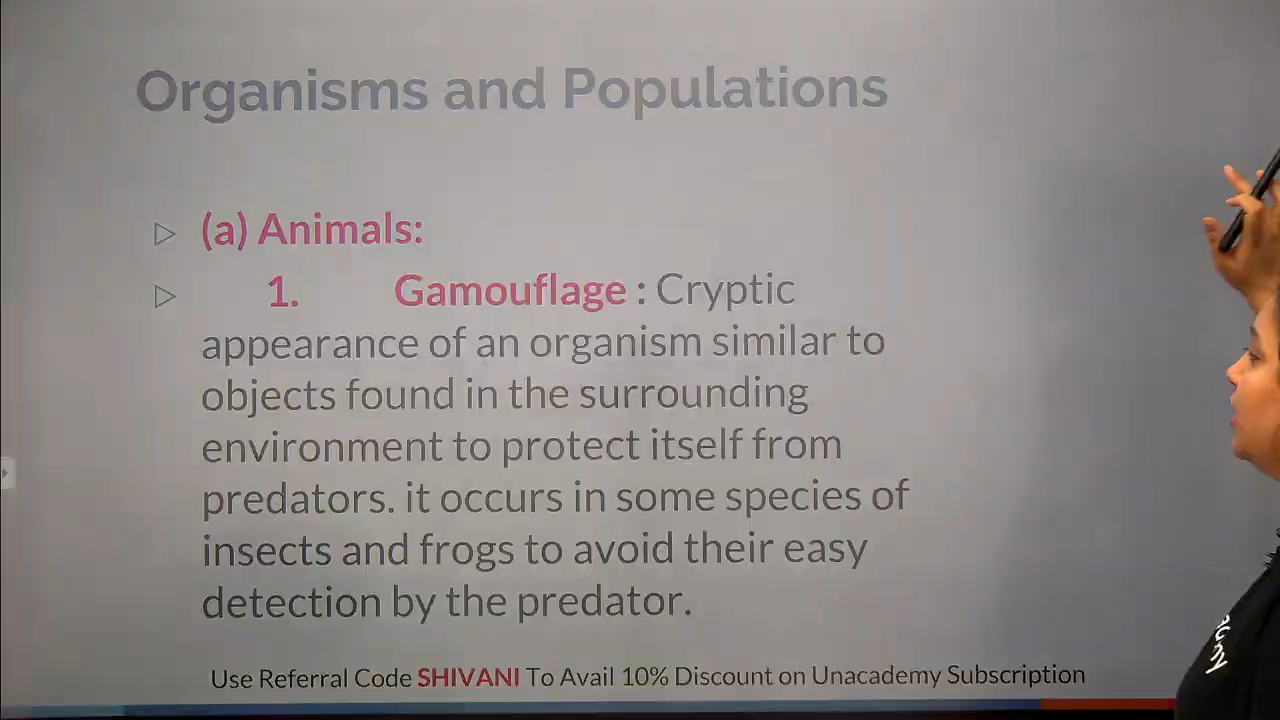 Organisms and Populations
(a) Animals:
1. Gamouflage : Cryptic
appearance of an organism similar to
objects found in the surrounding
environment to protect itself from
predators. it occurs in some species of
insects and frogs to avoid their easy
detection by the predator.
Use Referral Code SHIVANI To Avail 10% Discount on Unacademy Subscription